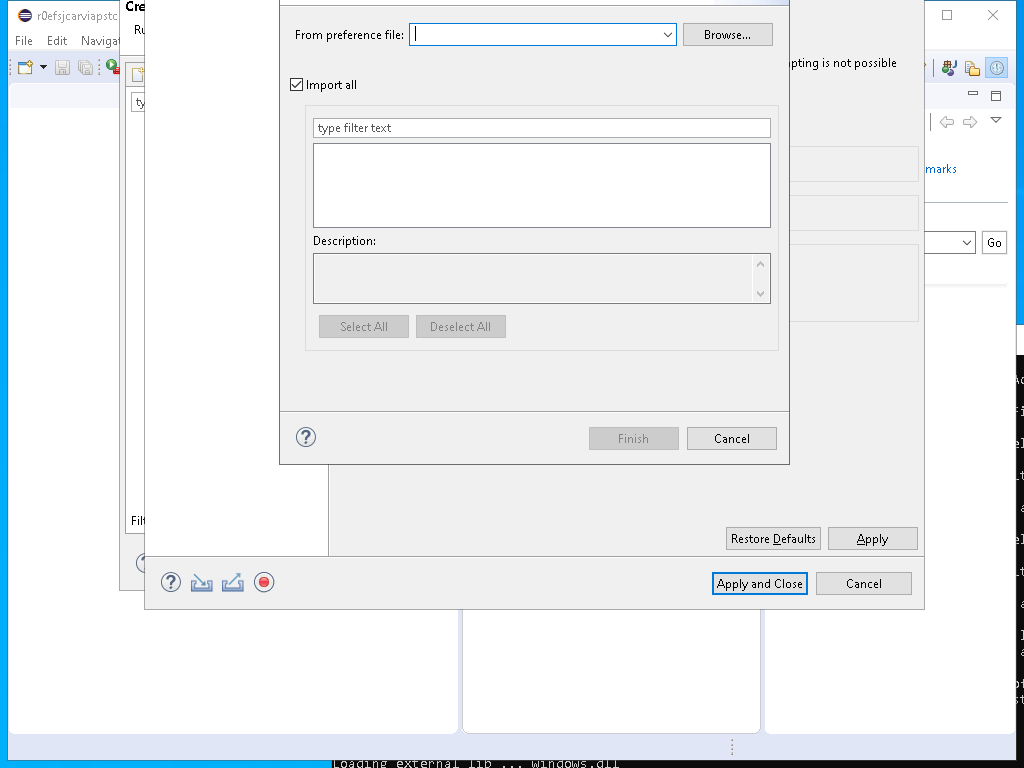 r0efsjcarviapstc
Cre
File Edit Navigat
Ru
ty
From preference file:
Browse...
Import all
type filter text
Description:
Select All
Deselect All
Finish
Cancel
pting is not possible
marks
Go
Filt
Restore Defaults
Apply
Apply and Close
Cancel
Loading external lib ... Windows.dll